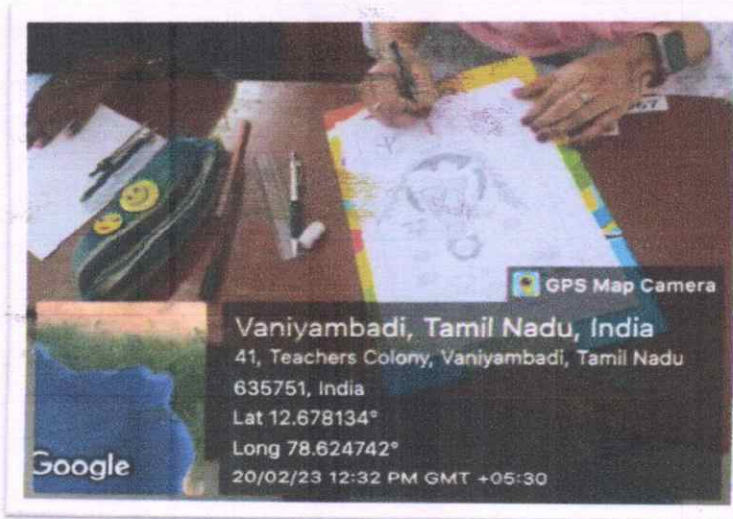 GPS Map Camera
Vaniyambadi, Tamil Nadu, India
41, Teachers Colony, Vaniyambadi, Tamil Nadu
635751, India
Lat 12.678134°
Long 78.624742°
Google
20/02/23 12:32 PM GMT +05:30